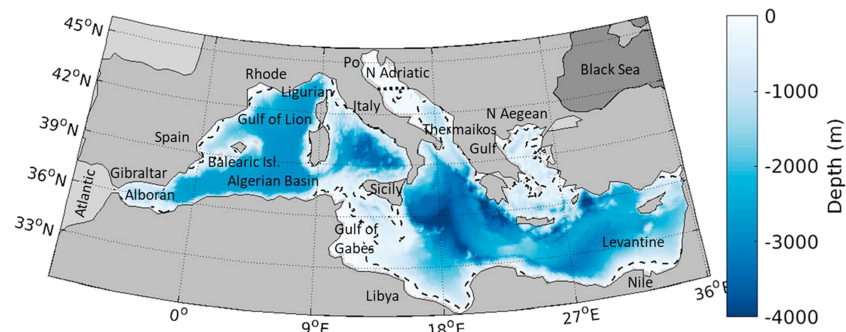 45°N
42°N
39°N
36°N
33°N
Rhode
Po
N Adriatic
Black Sea
Ligurian
Italy
Gulf of Lion
N Aegean
Thermaikos
Gulf
Spain
Balearic Isl.
Gibraltar
Algerian Basin
Sicily
Alboran
Atlantic
Gulf of
Gabès
Levantine
Libya
Nile
0°
9°E
18°E
27°E
36°E
0
-1000
-2000
-3000
-4000
Depth (m)